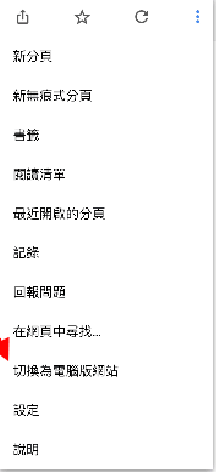 新分頁
新無痕式分頁
書籤
閱讀清單
最近開啟的分頁
記錄
回報問題
在網頁中尋找...
切換為電腦版網站
設定
說明